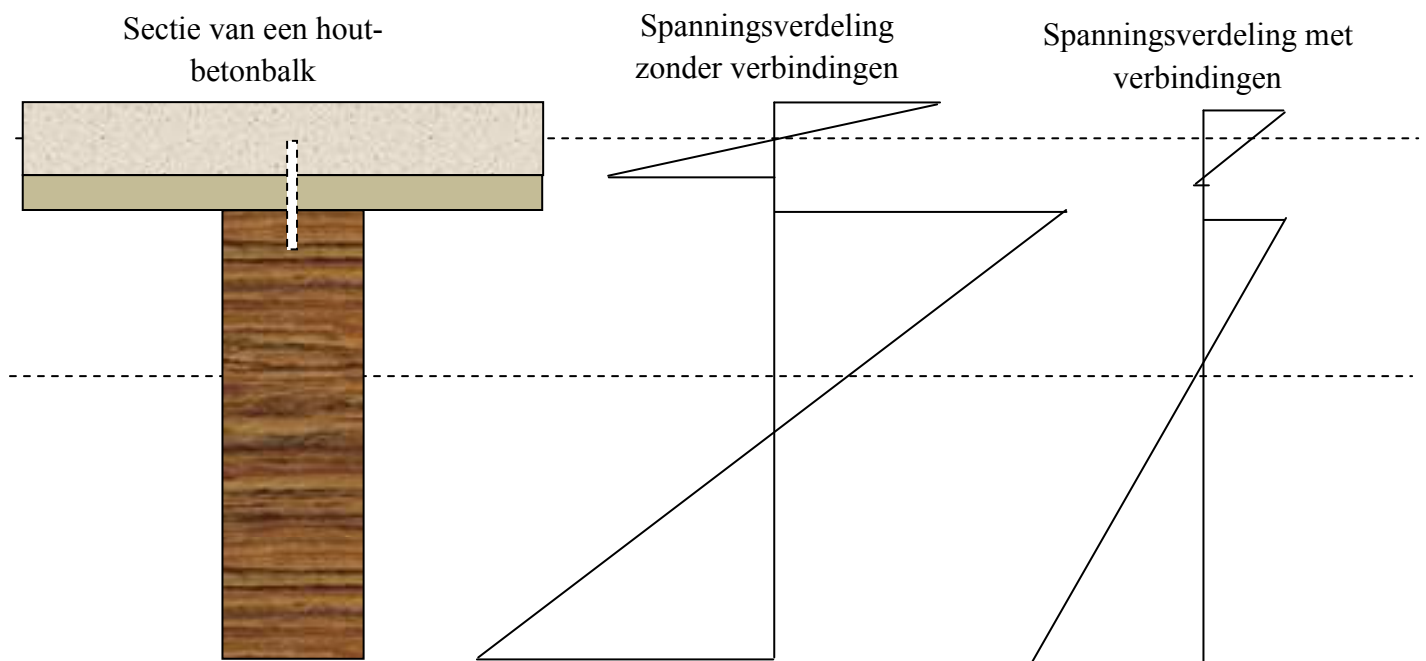 Sectie van een hout-
betonbalk
Spanningsverdeling
zonder verbindingen
Spanningsverdeling met
verbindingen